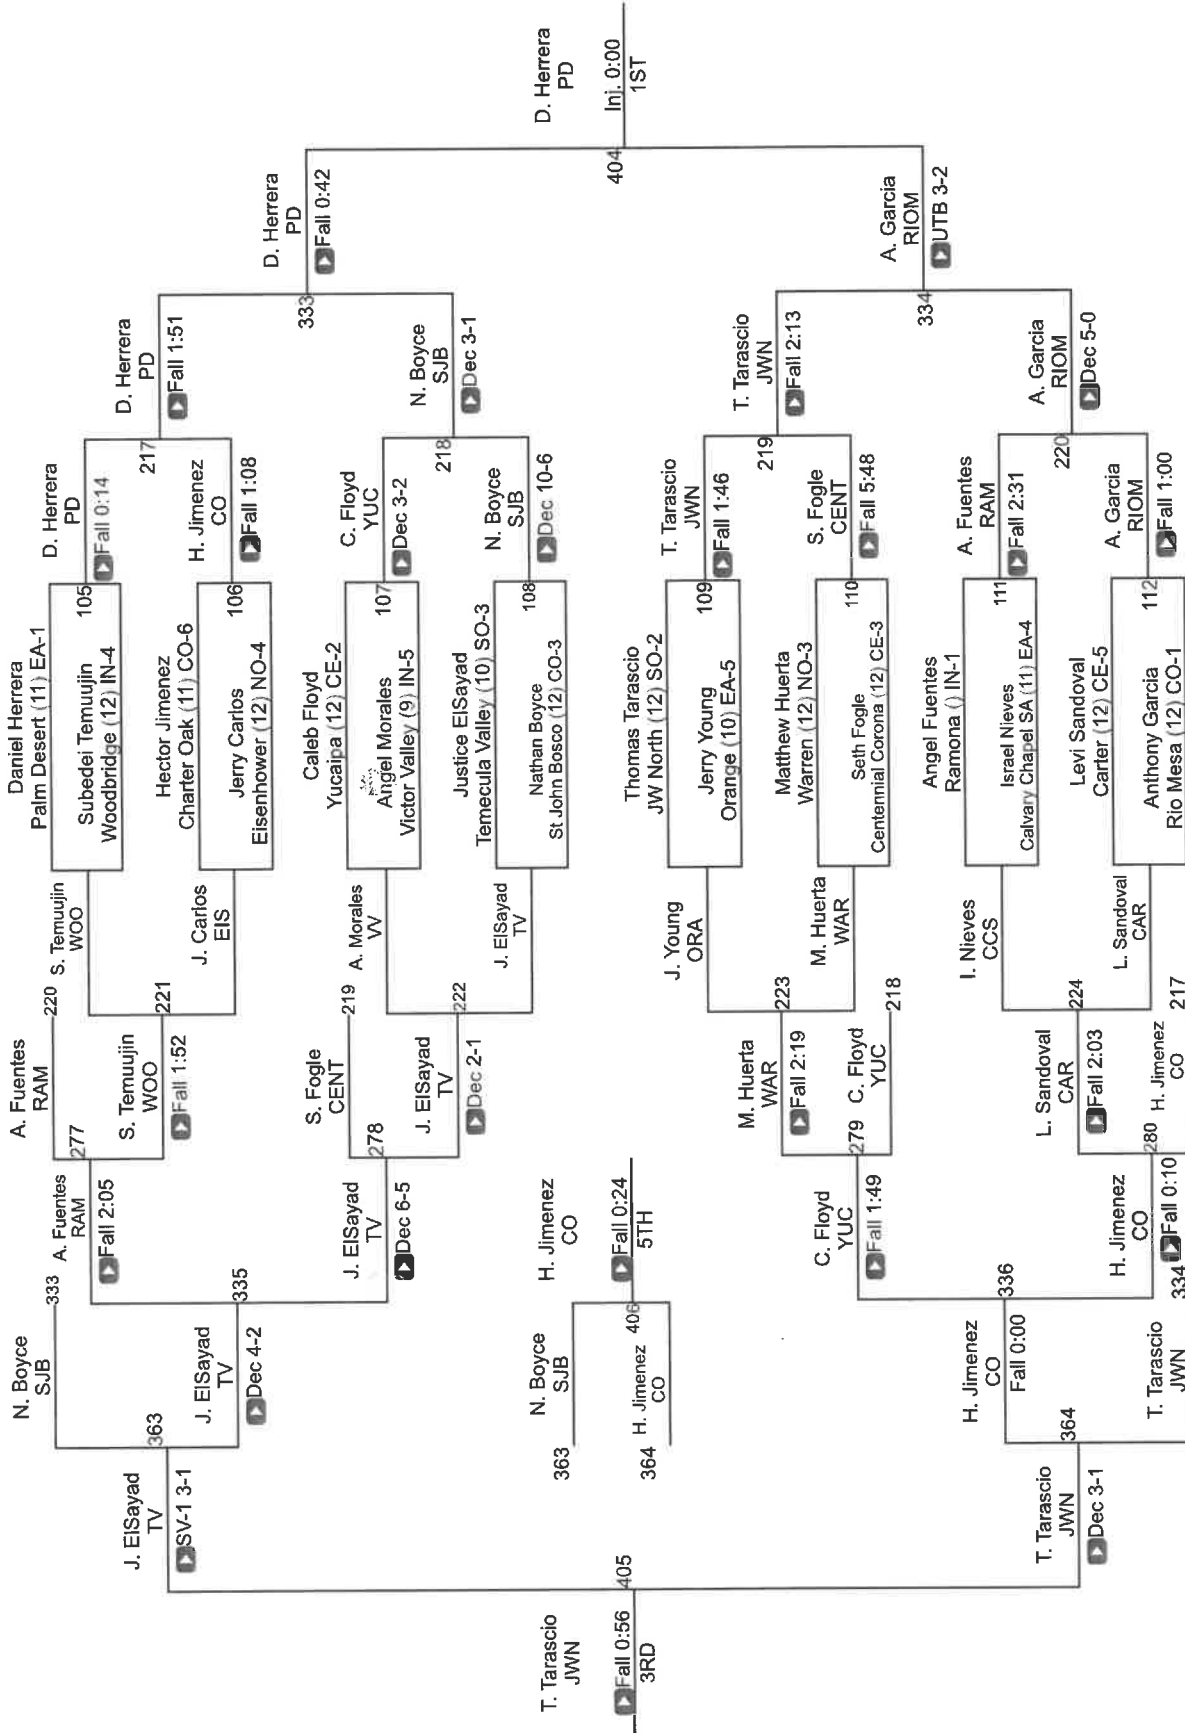 Daniel Herrera
Palm Desert (11) EA-1
105
Subedei Temuujin
Woodbridge (12) IN-4
Hector Jimenez
Charter Oak (11) CO-6
106
Jerry Carlos
Eisenhower (12) NO-4
Caleb Floyd
Yucaipa (12) CE-2
107
Angel Morales
Victor Valley (9) IN-5
Justice ElSayad
Temecula Valley (10) SO-3
108
Nathan Boyce
St John Bosco (12) CO-3
Thomas Tarascio
JW North (12) SO-2
109
Jerry Young
Orange (10) EA-5
Matthew Huerta
Warren (12) NO-3
110
Seth Fogle
Centennial Corona (12) CE-3
Angel Fuentes
Ramona () IN-1
111
Israel Nieves
Calvary Chapel SA (11) EA-4
Levi Sandoval
Carter (12) CE-5
112
Anthony Garcia
Rio Mesa (12) CO-1
D. Herrera
PD
Fall 0:14
217
H. Jimenez
CO
Fall 1:08
C. Floyd
YUC
Dec 3-2
218
N. Boyce
SJB
Dec 10-6
T. Tarascio
JWN
Fall 1:46
219
S. Fogle
CENT
Fall 5:48
A. Fuentes
RAM
Fall 2:31
220
A. Garcia
RIOM
Fall 1:00
D. Herrera
PD
Fall 1:51
333
N. Boyce
SJB
Dec 3-1
T. Tarascio
JWN
Fall 2:13
334
A. Garcia
RIOM
Dec 5-0
D. Herrera
PD
Fall 0:42
404
A. Garcia
RIOM
UTB 3-2
D. Herrera
PD
Inj. 0:00
1ST
S. Temuujin
WOO
221
J. Carlos
EIS
A. Morales
VV
222
J. ElSayad
TV
J. Young
ORA
223
M. Huerta
WAR
I. Nieves
CCS
224
L. Sandoval
CAR
A. Fuentes
RAM
220
277
S. Temuujin
WOO
Fall 1:52
S. Fogle
CENT
219
278
J. ElSayad
TV
Dec 2-1
M. Huerta
WAR
Fall 2:19
279
C. Floyd
YUC
218
L. Sandoval
CAR
Fall 2:03
280
H. Jimenez
CO
217
A. Fuentes
RAM
Fall 2:05
335
J. ElSayad
TV
Dec 6-5
C. Floyd
YUC
Fall 1:49
336
H. Jimenez
CO
Fall 0:10
N. Boyce
SJB
333
363
J. ElSayad
TV
Dec 4-2
H. Jimenez
CO
Fall 0:00
364
T. Tarascio
JWN
334
J. ElSayad
TV
SV-1 3-1
405
T. Tarascio
JWN
Dec 3-1
T. Tarascio
JWN
Fall 0:56
3RD
363
N. Boyce
SJB
406
364
H. Jimenez
CO
H. Jimenez
CO
Fall 0:24
5TH